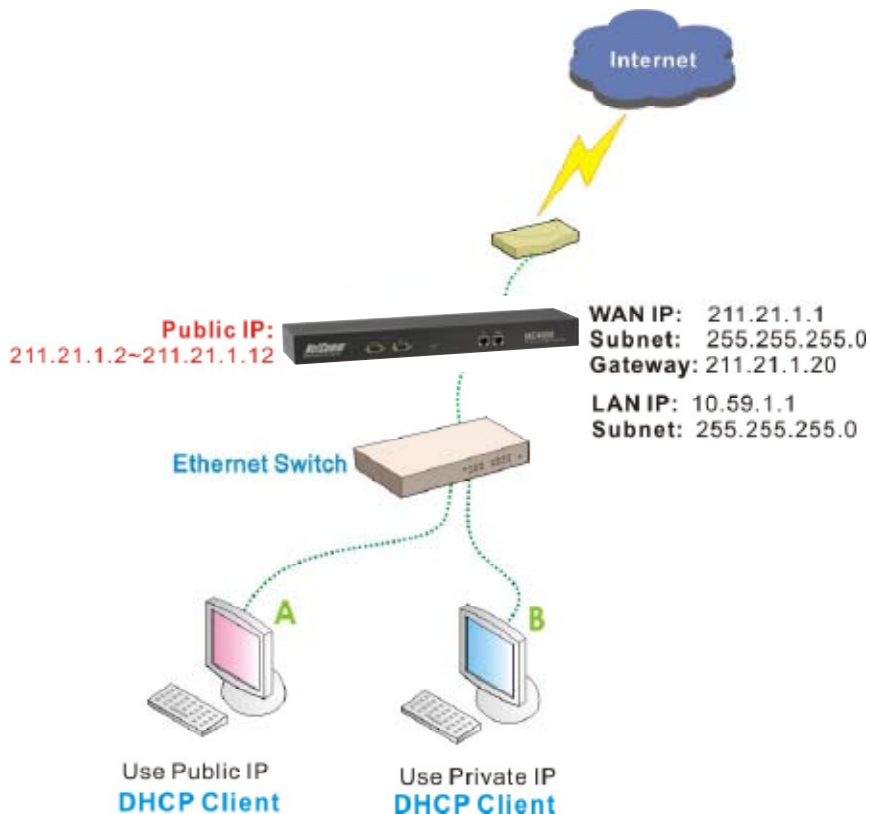 Internet
Public IP:
211.21.1.2~211.21.1.12
NetComm
WAN IP: 211.21.1.1
Subnet: 255.255.255.0
Gateway: 211.21.1.20
LAN IP: 10.59.1.1
Subnet: 255.255.255.0
Ethernet Switch
A
B
Use Public IP
DHCP Client
Use Private IP
DHCP Client